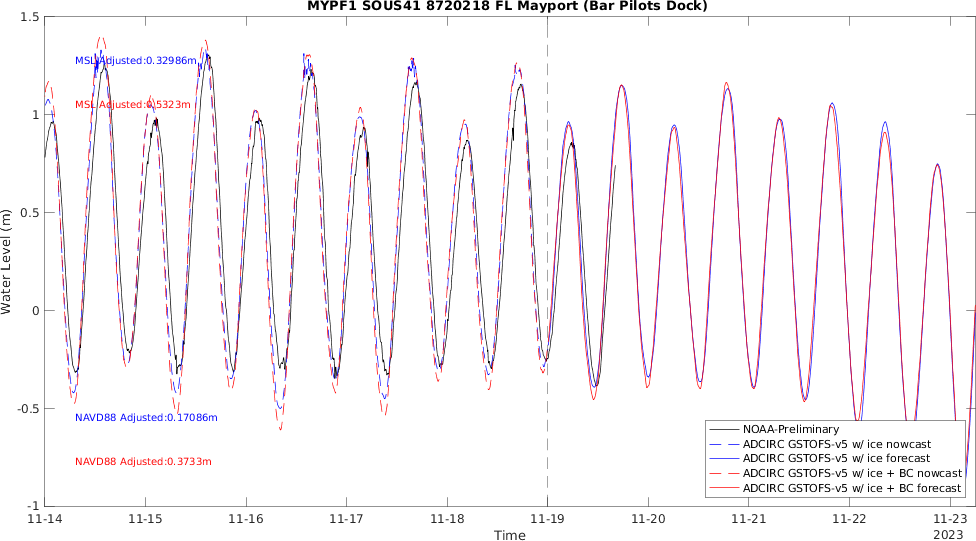 MYPF1 SOUS41 8720218 FL Mayport (Bar Pilots Dock)
1.5
1
0.5
0
-0.5
-1
Water Level (m)
MSL Adjusted:0.32986m
MSL Adjusted:0.5323m
NAVD88 Adjusted:0.17086m
NAVD88 Adjusted:0.3733m
NOAA-Preliminary
ADCIRC GSTOFS-v5 w/ ice nowcast
ADCIRC GSTOFS-v5 w/ ice forecast
ADCIRC GSTOFS-v5 w/ ice + BC nowcast
ADCIRC GSTOFS-v5 w/ ice + BC forecast
11-14 11-15 11-16 11-17 11-18 11-19 11-20 11-21 11-22 11-23
Time
2023